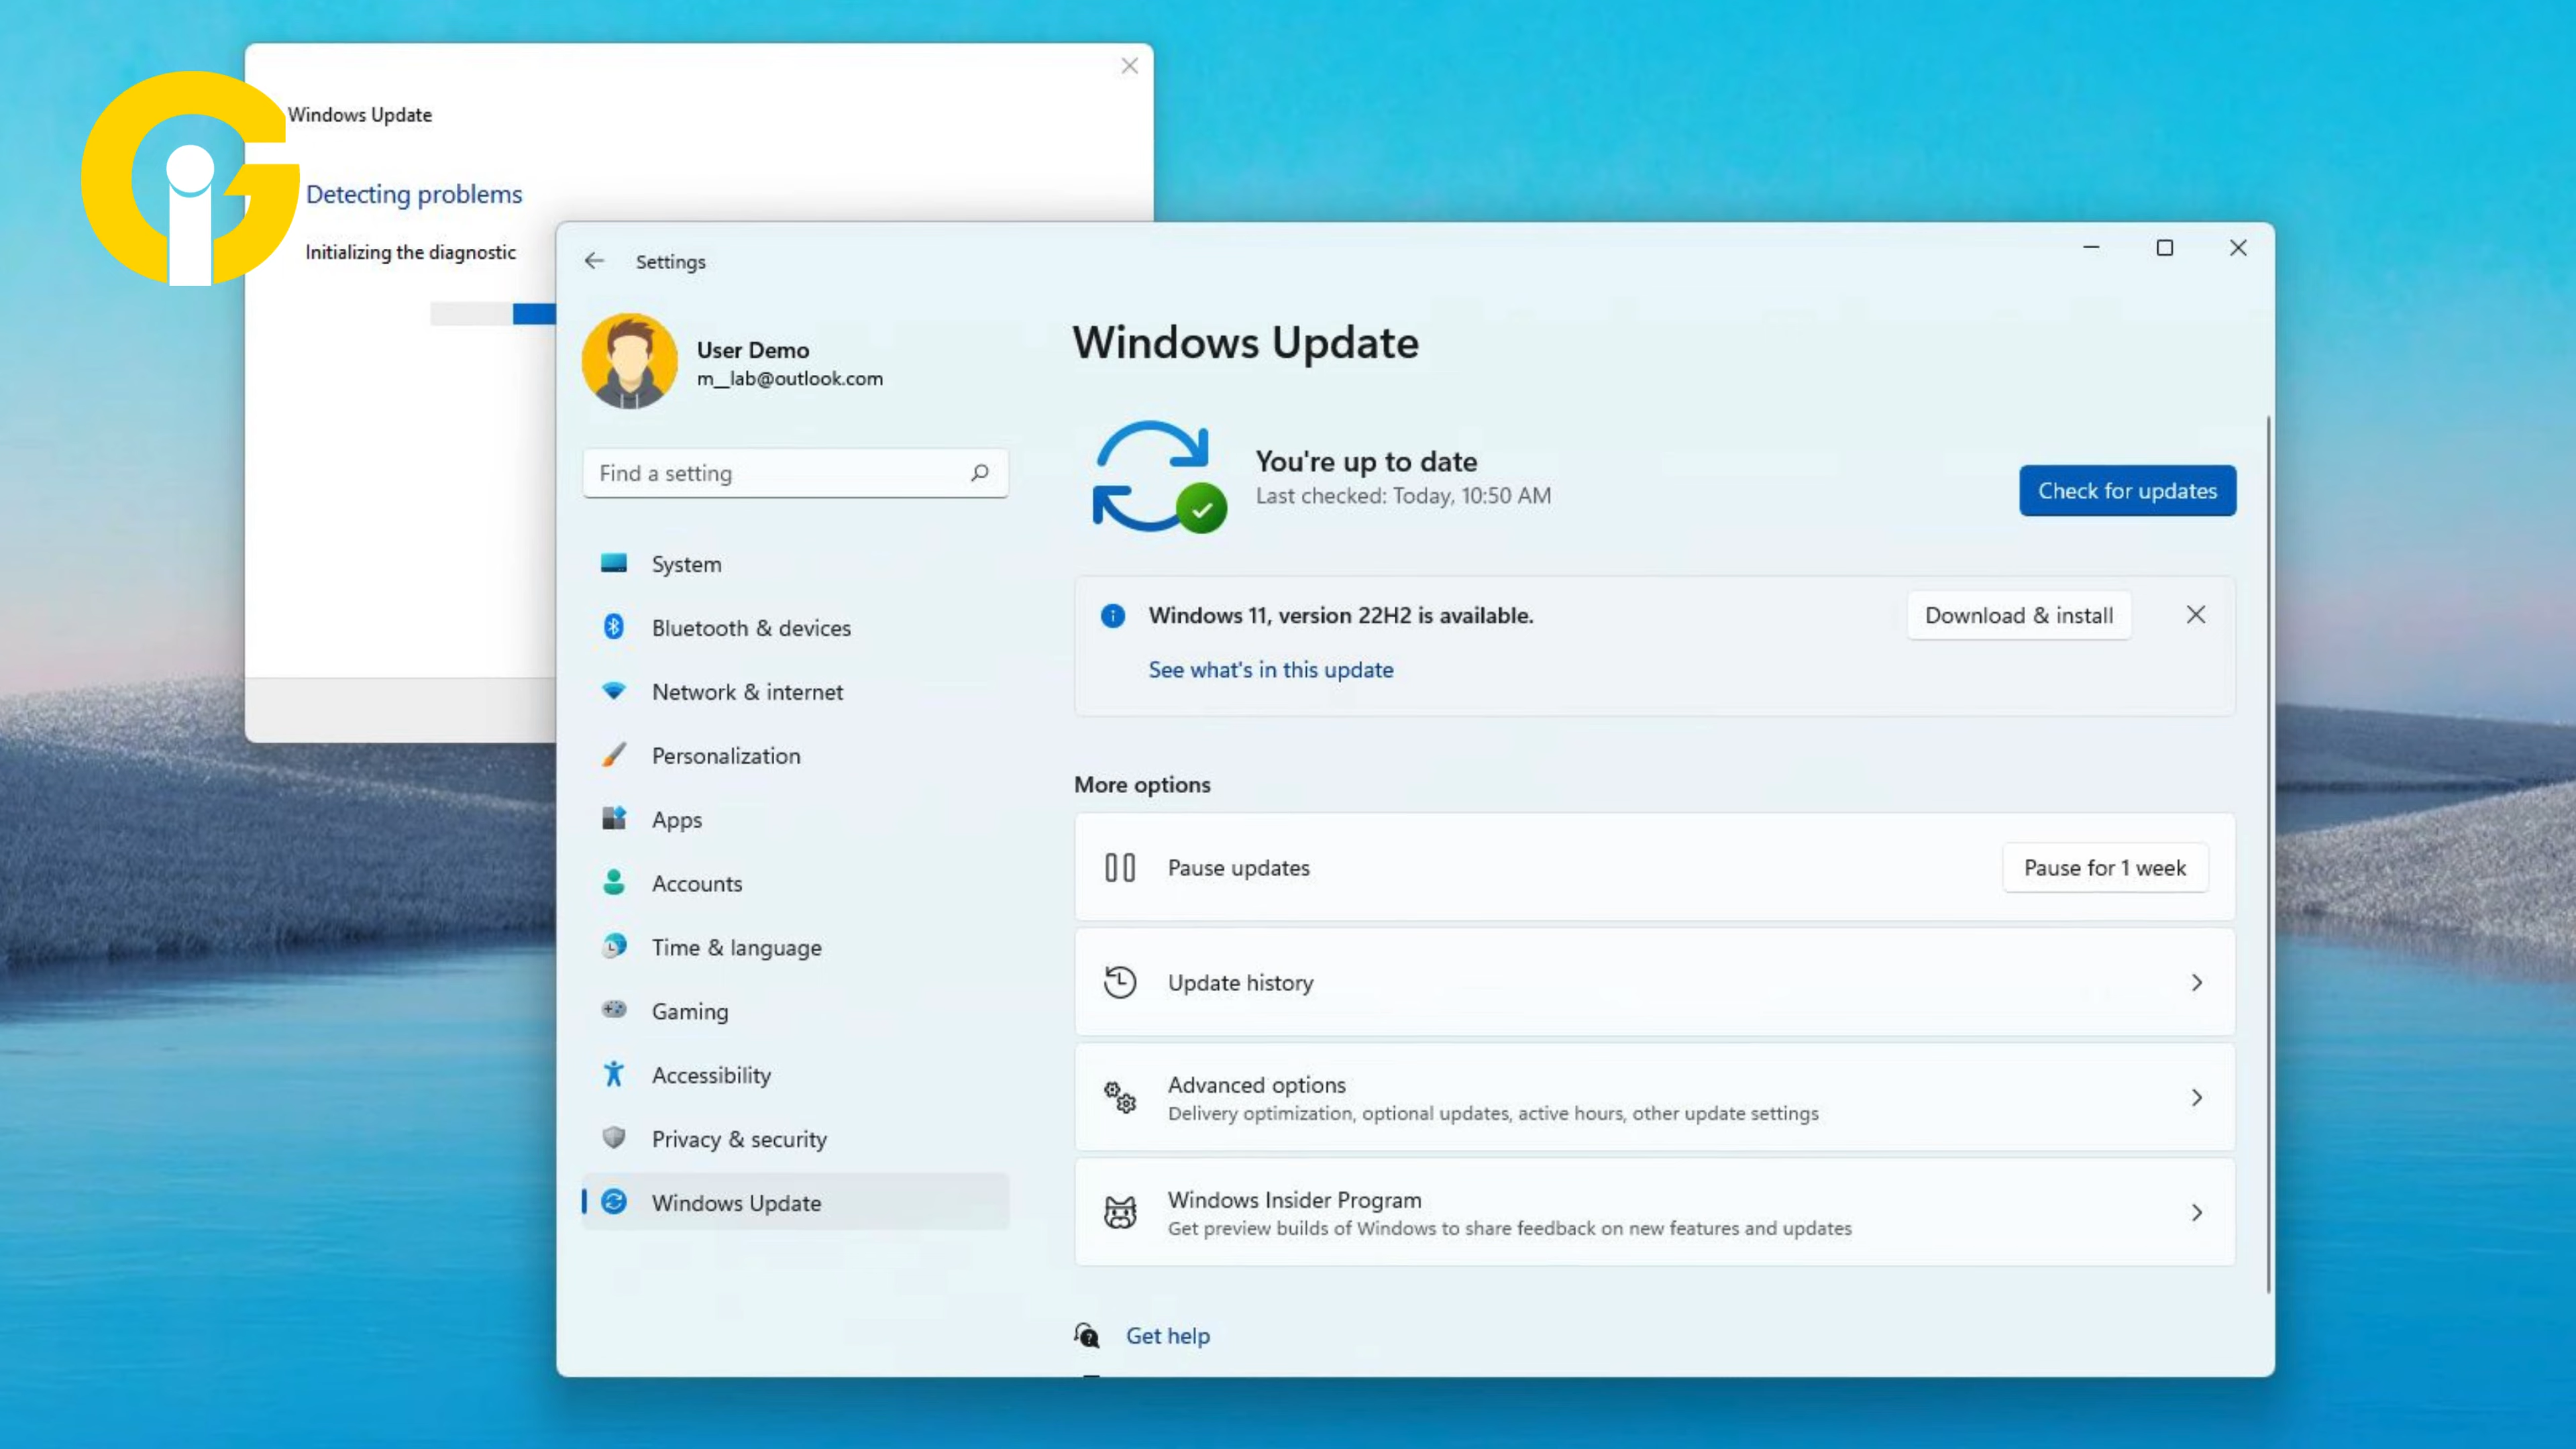 Windows Update
Detecting problems
Initializing the diagnostic
Settings
User Demo
m__lab@outlook.com
Find a setting
System
Bluetooth & devices
Network & internet
Personalization
Apps
Accounts
Time & language
Gaming
Accessibility
Privacy & security
Windows Update
Windows Update
You're up to date
Last checked: Today, 10:50 AM
Check for updates
Windows 11, version 22H2 is available.
Download & install
See what's in this update
More options
Pause updates
Pause for 1 week
Update history
Advanced options
Delivery optimization, optional updates, active hours, other update settings
Windows Insider Program
Get preview builds of Windows to share feedback on new features and updates
Get help